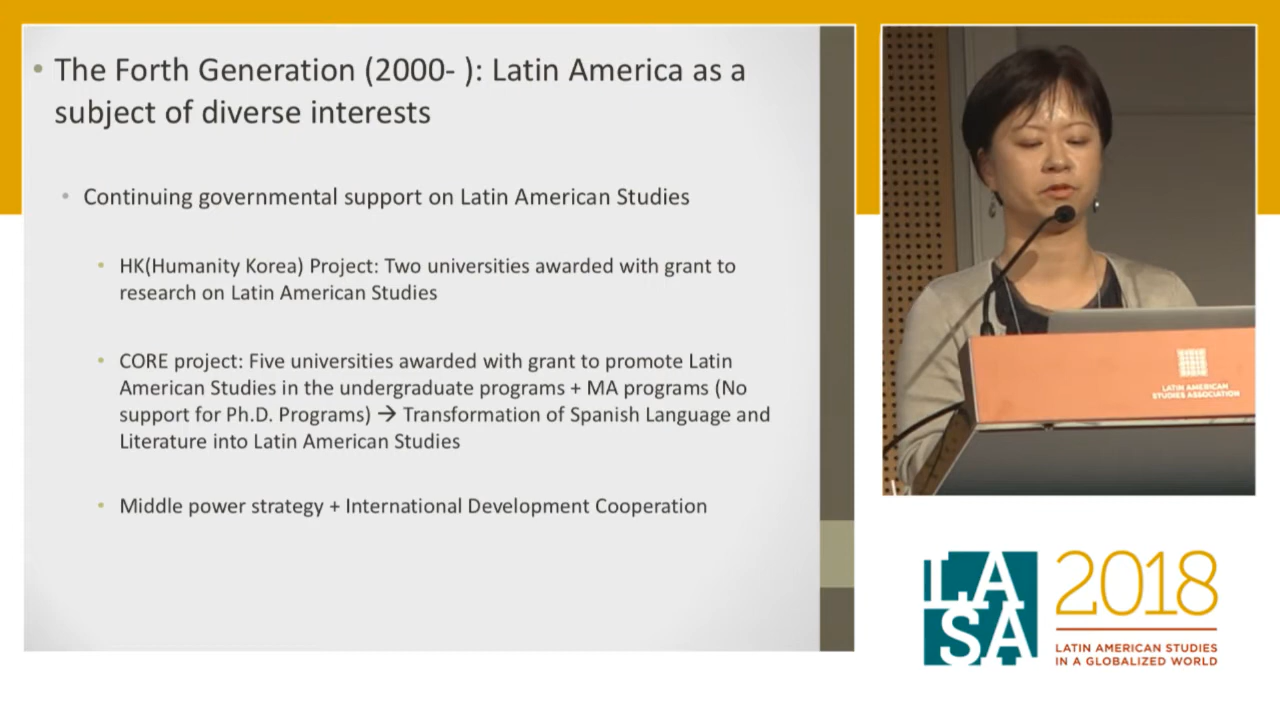 The Forth Generation (2000- ): Latin America as a
subject of diverse interests
Continuing governmental support on Latin American Studies
HK(Humanity Korea) Project: Two universities awarded with grant to
research on Latin American Studies
CORE project: Five universities awarded with grant to promote Latin
American Studies in the undergraduate programs + MA programs (No
support for Ph.D. Programs) → Transformation of Spanish Language and
Literature into Latin American Studies
Middle power strategy + International Development Cooperation
LATIN AMERICAN
STUDIES ASSOCIATION
LA
SA
2018
LATIN AMERICAN STUDIES
IN A GLOBALIZED WORLD